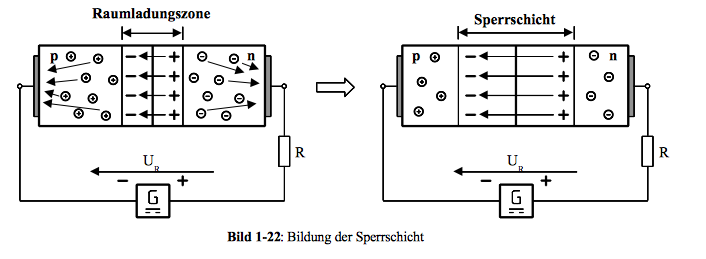 Raumladungszone
Sperrschicht
p n
p n
− + − +
− + − +
− + − +
− + − +
R R
U_R U_R
− + − +
G G
Bild 1-22: Bildung der Sperrschicht